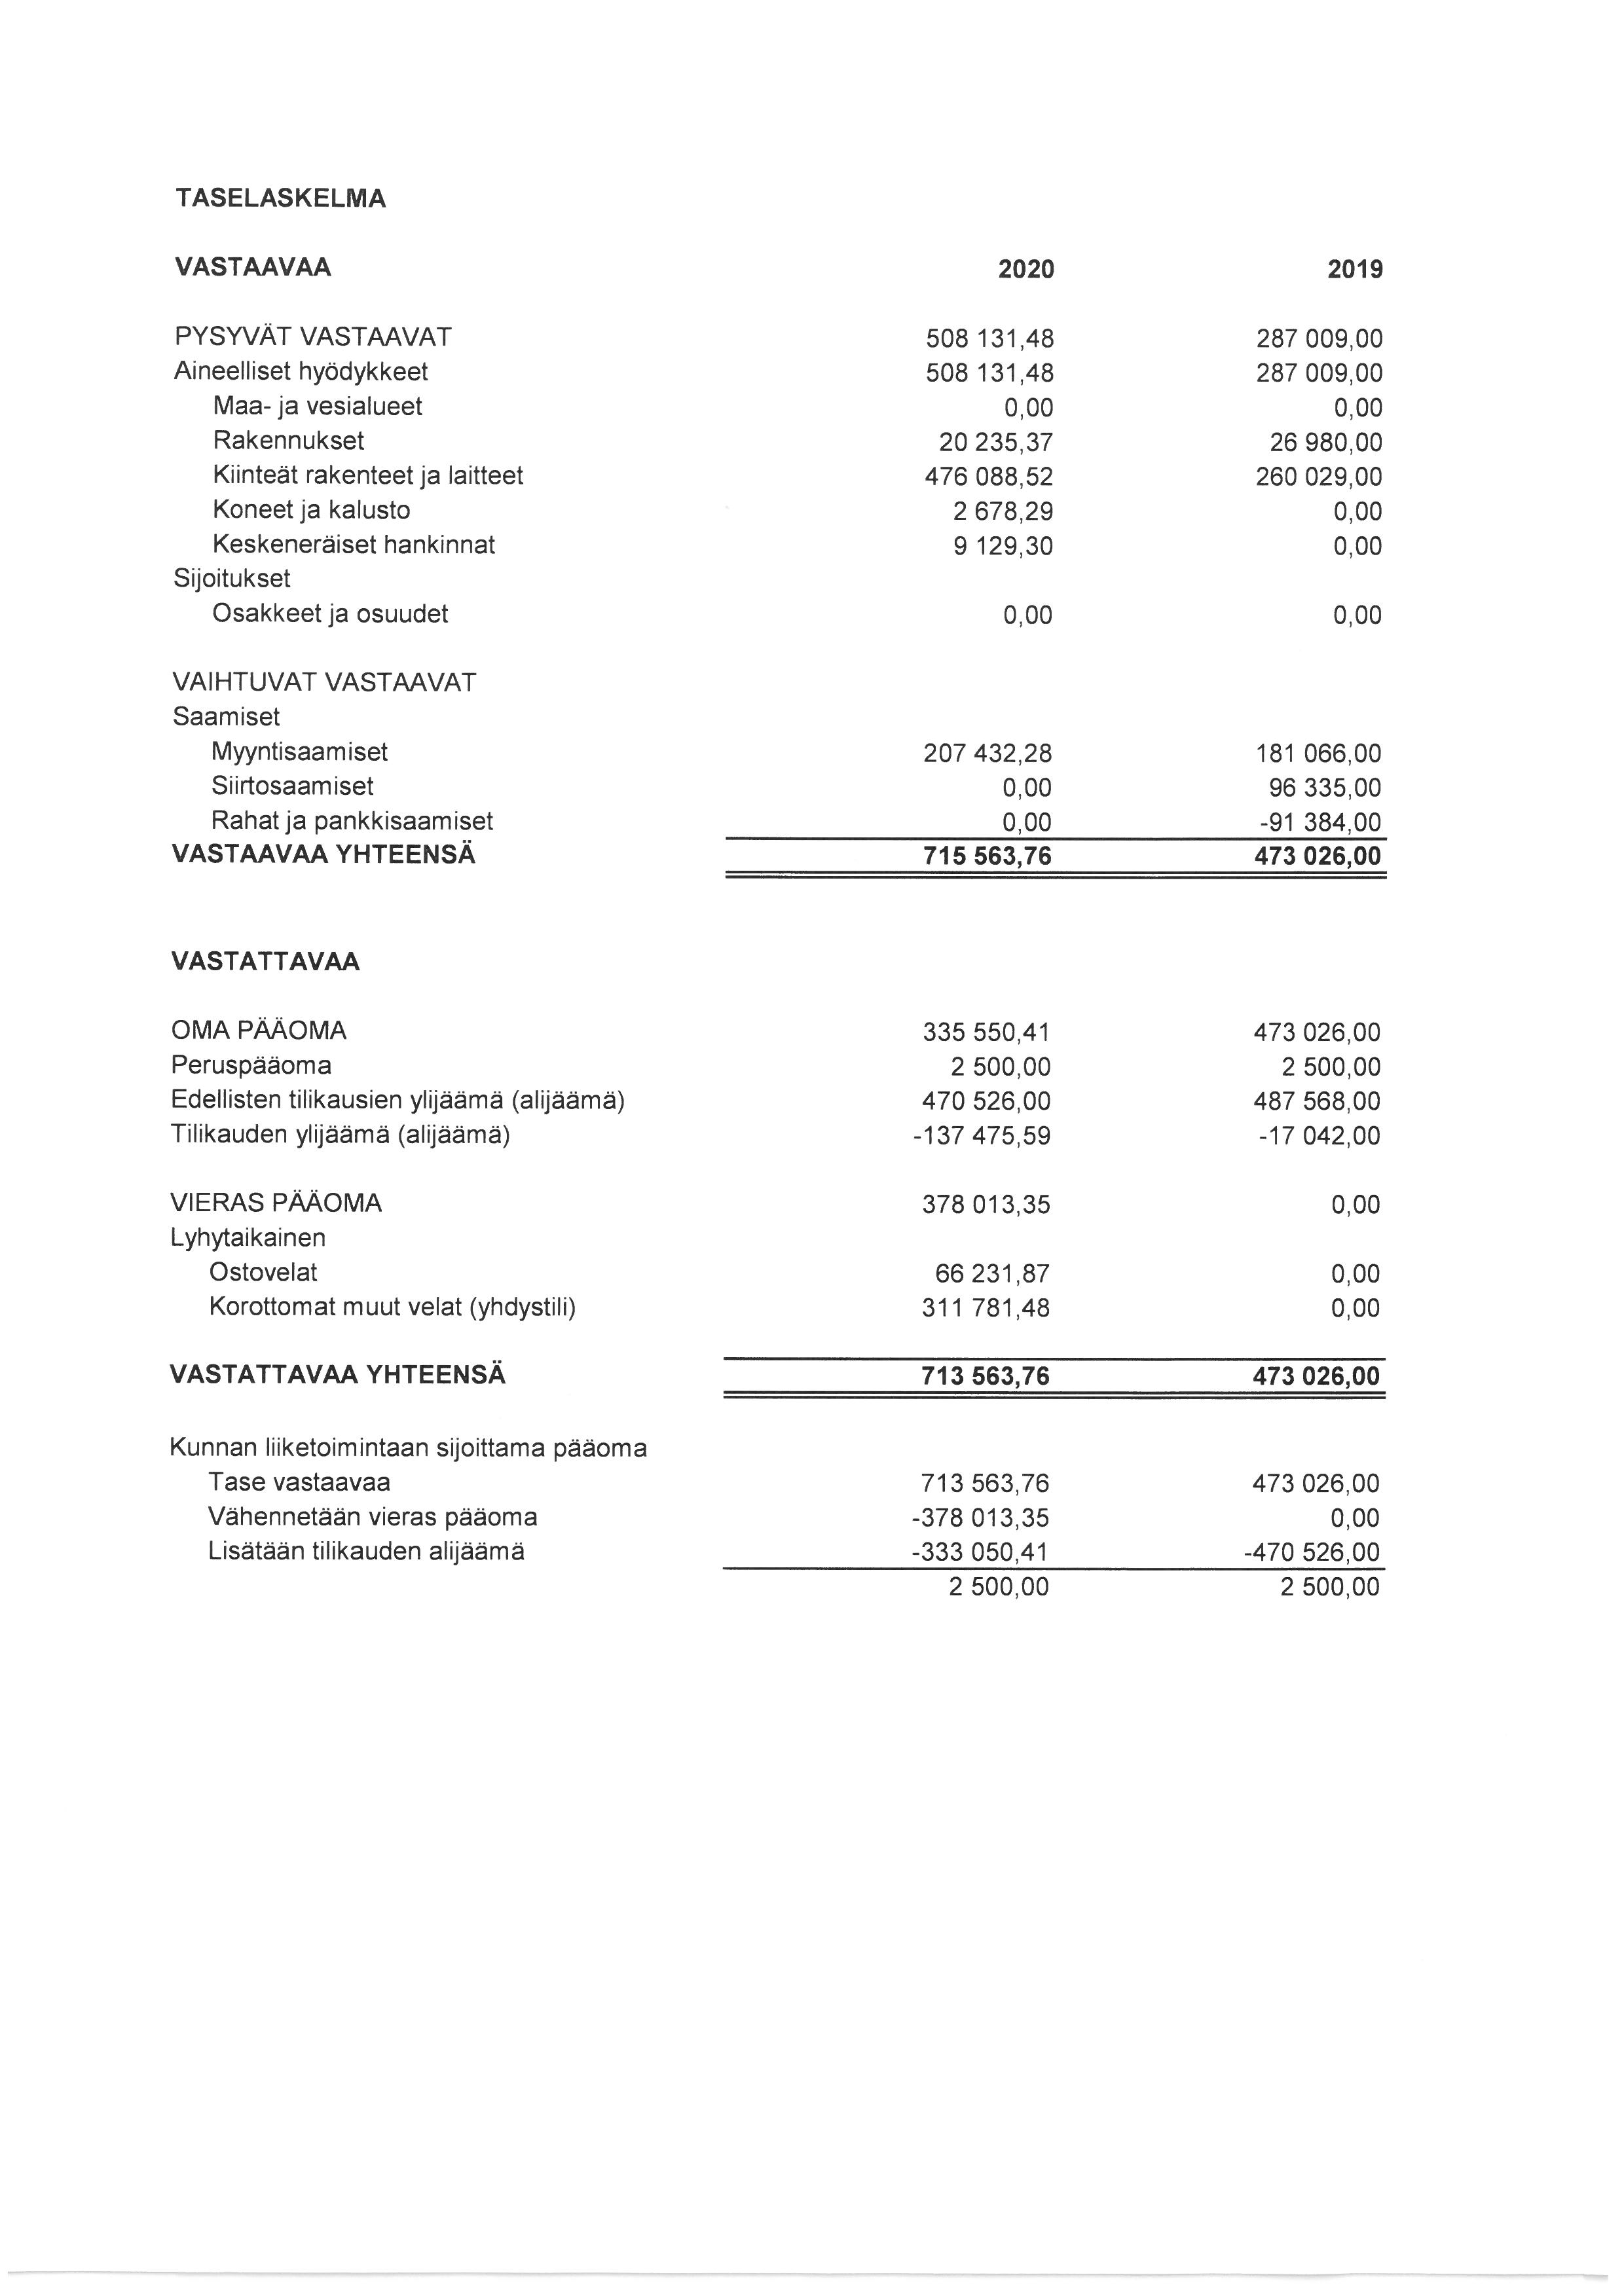 TASELASKELMA
VASTAAVAA 2020 2019
PYSYVÄT VASTAAVAT 508 131,48 287 009,00
Aineelliset hyödykkeet 508 131,48 287 009,00
Maa- ja vesialueet 0,00 0,00
Rakennukset 20 235,37 26 980,00
Kiinteät rakenteet ja laitteet 476 088,52 260 029,00
Koneet ja kalusto 2 678,29 0,00
Keskeneräiset hankinnat 9 129,30 0,00
Sijoitukset
Osakkeet ja osuudet 0,00 0,00
VAIHTUVAT VASTAAVAT
Saamiset
Myyntisaamiset 207 432,28 181 066,00
Siirtosaamiset 0,00 96 335,00
Rahat ja pankkisaamiset 0,00 -91 384,00
VASTAAVAA YHTEENSÄ 715 563,76 473 026,00
VASTATTAVAA
OMA PÄÄOMA 335 550,41 473 026,00
Peruspääoma 2 500,00 2 500,00
Edellisten tilikausien ylijäämä (alijäämä) 470 526,00 487 568,00
Tilikauden ylijäämä (alijäämä) -137 475,59 -17 042,00
VIERAS PÄÄOMA 378 013,35 0,00
Lyhytaikainen
Ostovelat 66 231,87 0,00
Korottomat muut velat (yhdystili) 311 781,48 0,00
VASTATTAVAA YHTEENSÄ 713 563,76 473 026,00
Kunnan liiketoimintaan sijoittama pääoma
Tase vastaavaa 713 563,76 473 026,00
Vähennetään vieras pääoma -378 013,35 0,00
Lisätään tilikauden alijäämä -333 050,41 -470 526,00
2 500,00 2 500,00